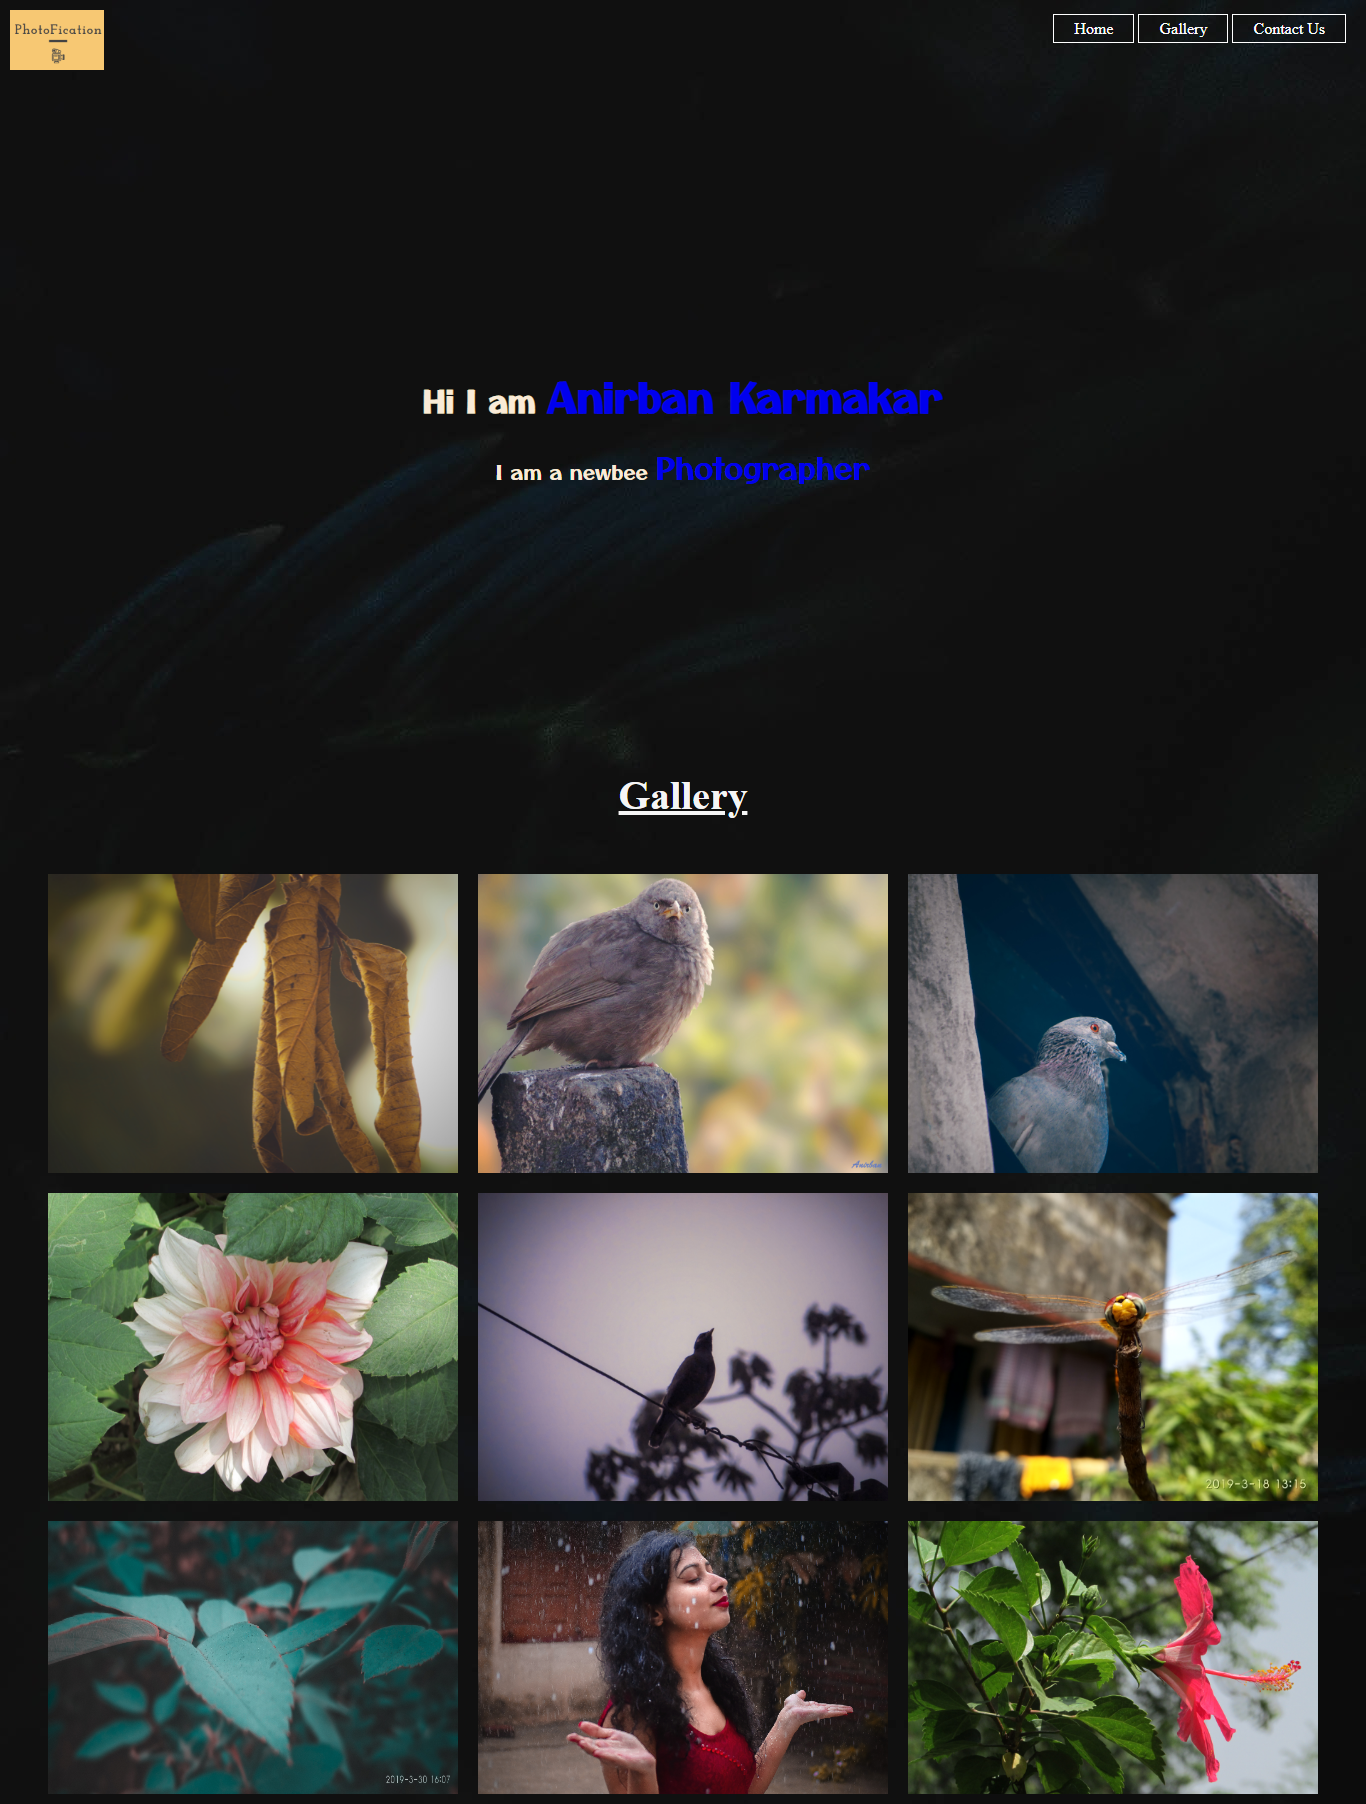 PhotoFication
Home
Gallery
Contact Us
Hi I am Anirban Karmakar
I am a newbee Photographer
Gallery
Anirban
2019-3-18 13:15
2019-3-30 16:07